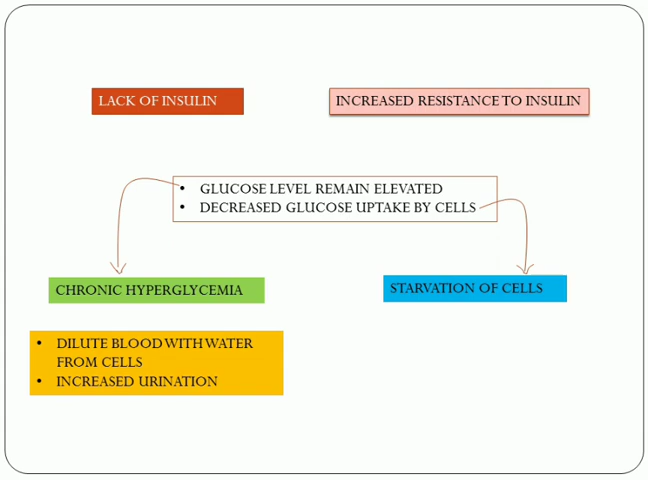 LACK OF INSULIN
INCREASED RESISTANCE TO INSULIN
• GLUCOSE LEVEL REMAIN ELEVATED
• DECREASED GLUCOSE UPTAKE BY CELLS
CHRONIC HYPERGLYCEMIA
STARVATION OF CELLS
• DILUTE BLOOD WITH WATER
FROM CELLS
• INCREASED URINATION